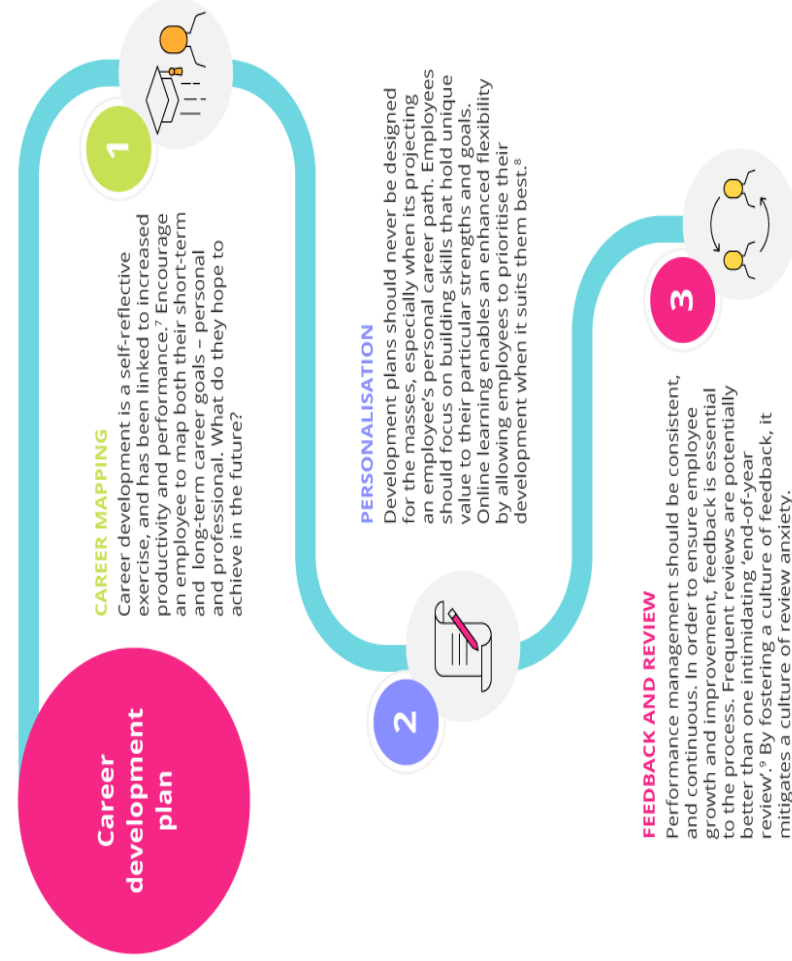 Career
development
plan
1
CAREER MAPPING
Career development is a self-reflective
exercise, and has been linked to increased
productivity and performance.⁷ Encourage
an employee to map both their short-term
and long-term career goals – personal
and professional. What do they hope to
achieve in the future?
2
PERSONALISATION
Development plans should never be designed
for the masses, especially when its projecting
an employee’s personal career path. Employees
should focus on building skills that hold unique
value to their particular strengths and goals.
Online learning enables an enhanced flexibility
by allowing employees to prioritise their
development when it suits them best.⁸
3
FEEDBACK AND REVIEW
Performance management should be consistent,
and continuous. In order to ensure employee
growth and improvement, feedback is essential
to the process. Frequent reviews are potentially
better than one intimidating ‘end-of-year
review’.⁹ By fostering a culture of feedback, it
mitigates a culture of review anxiety.